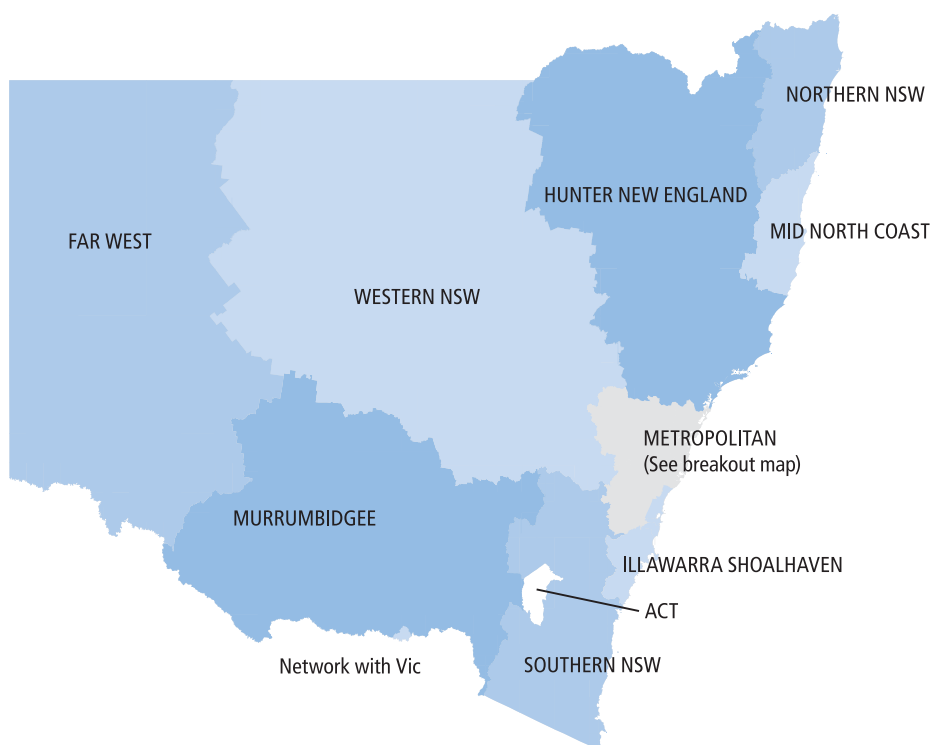 NORTHERN NSW
HUNTER NEW ENGLAND
MID NORTH COAST
FAR WEST
WESTERN NSW
METROPOLITAN
(See breakout map)
MURRUMBIDGEE
ILLAWARRA SHOALHAVEN
ACT
Network with Vic
SOUTHERN NSW